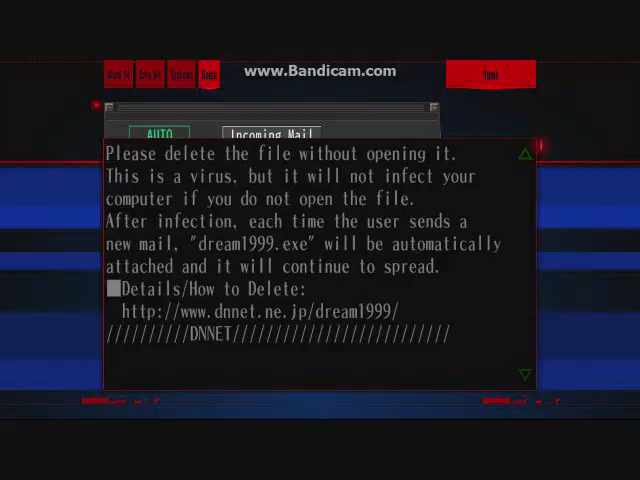 www.Bandicam.com
AUTO
Incoming Mail
Please delete the file without opening it.
This is a virus, but it will not infect your
computer if you do not open the file.
After infection, each time the user sends a
new mail, "dream1999.exe" will be automatically
attached and it will continue to spread.
■Details/How to Delete:
http://www.dnnet.ne.jp/dream1999/
//////////DNNET//////////////////////////